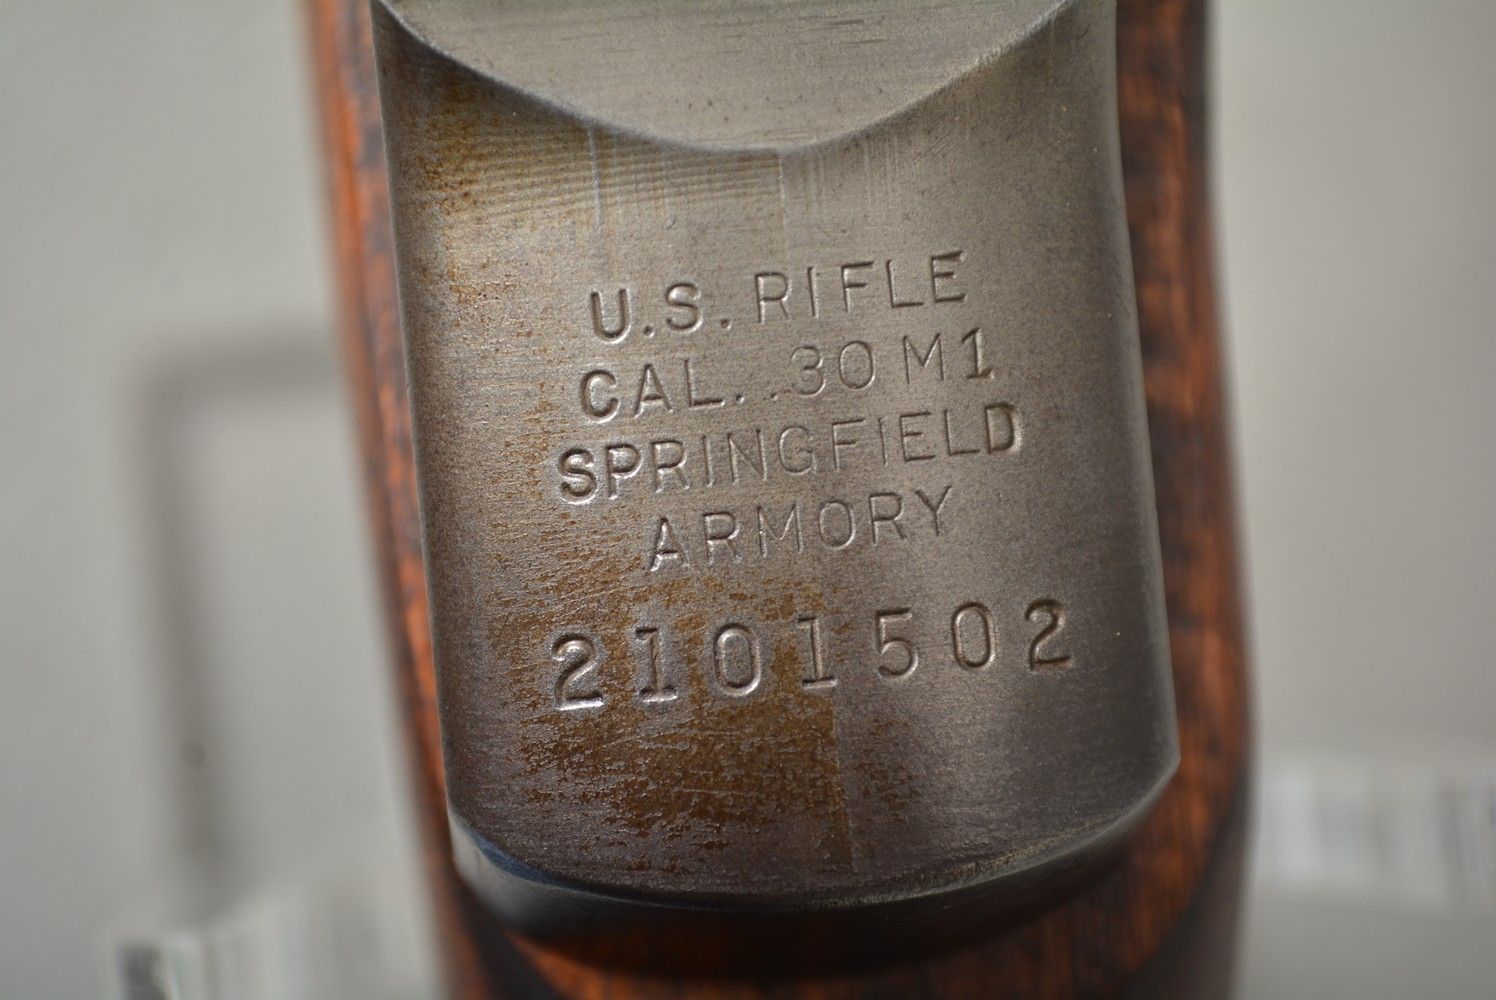 U.S. RIFLE
CAL. .30 M1
SPRINGFIELD
ARMORY
2101502